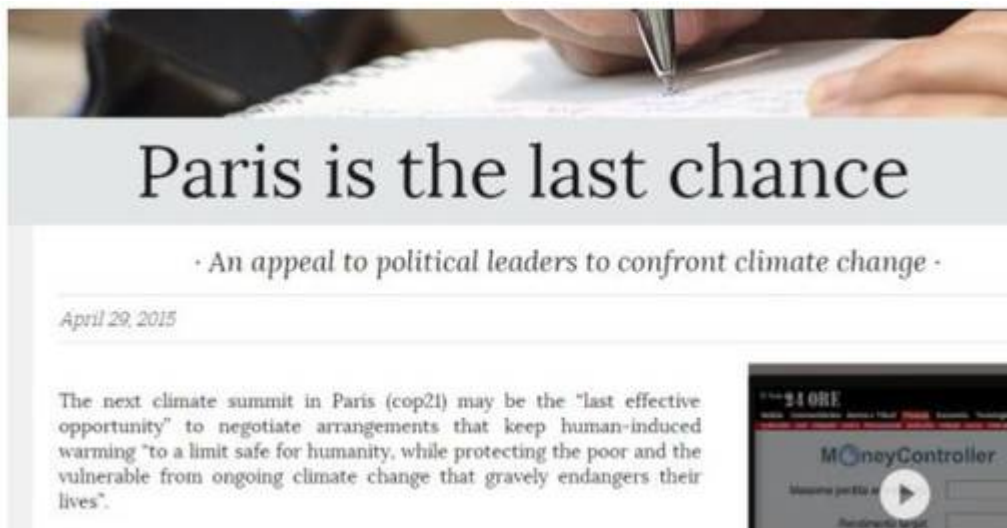 Paris is the last chance
· An appeal to political leaders to confront climate change ·
April 29, 2015
The next climate summit in Paris (cop21) may be the “last effective
opportunity” to negotiate arrangements that keep human-induced
warming “to a limit safe for humanity, while protecting the poor and the
vulnerable from ongoing climate change that gravely endangers their
lives”.
24 ORE
MoneyController